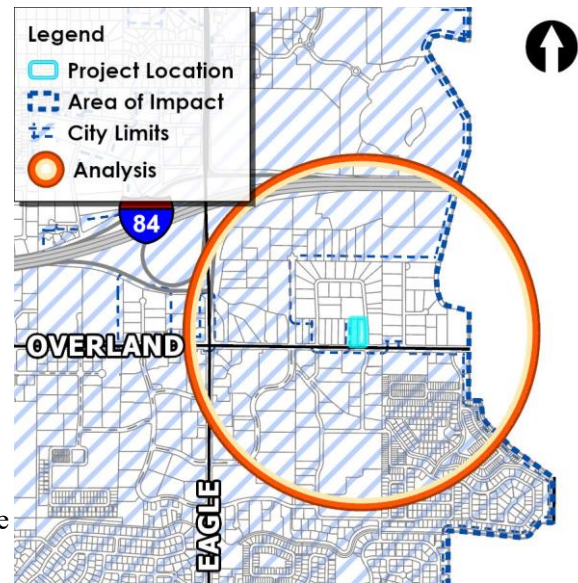 Legend
Project Location
Area of Impact
City Limits
Analysis
84
OVERLAND
EAGLE
e